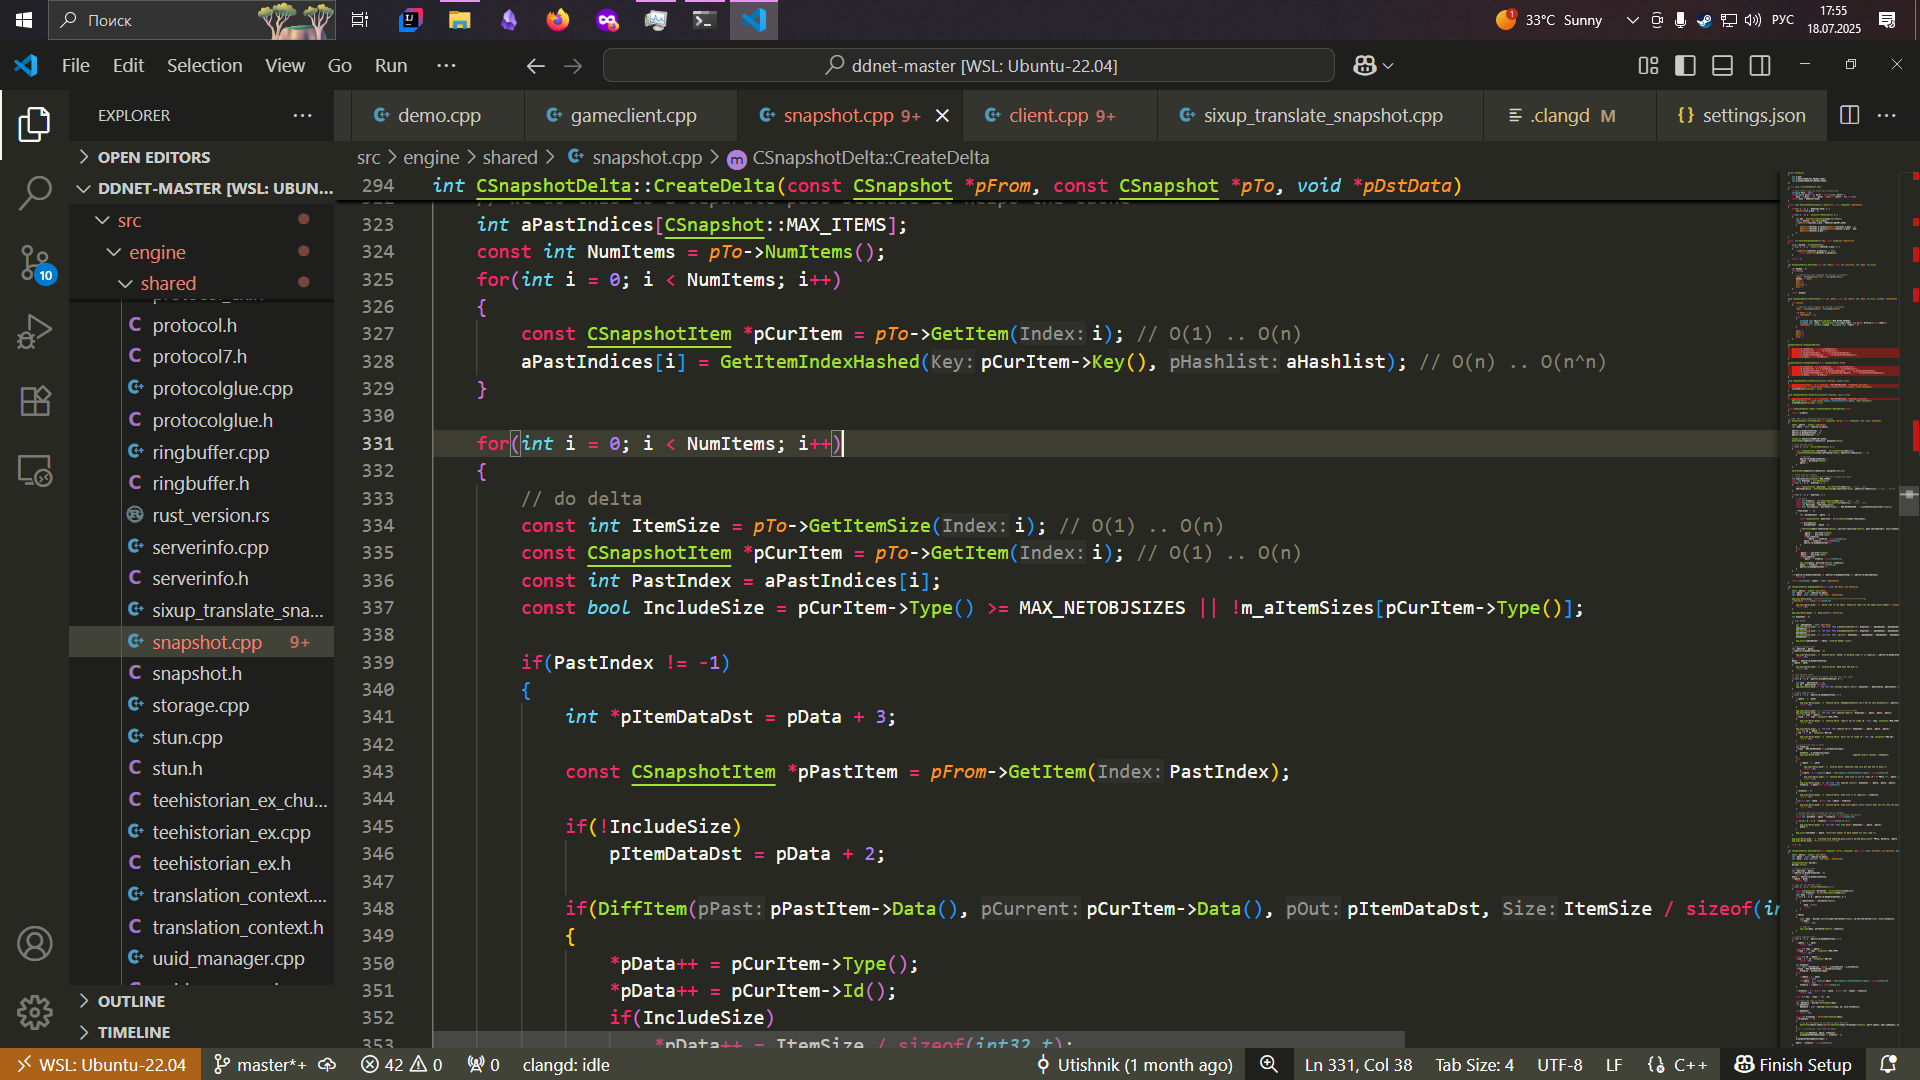 Поиск
33°C Sunny
РУС
17:55
18.07.2025
File Edit Selection View Go Run ···
ddnet-master [WSL: Ubuntu-22.04]
EXPLORER
demo.cpp
gameclient.cpp
snapshot.cpp 9+
client.cpp 9+
sixup_translate_snapshot.cpp
.clangd M
settings.json
OPEN EDITORS
DDNET-MASTER [WSL: UBUN...
src
engine
shared
protocol.h
protocol7.h
protocolglue.cpp
protocolglue.h
ringbuffer.cpp
ringbuffer.h
rust_version.rs
serverinfo.cpp
serverinfo.h
sixup_translate_sna...
snapshot.cpp 9+
snapshot.h
storage.cpp
stun.cpp
stun.h
teehistorian_ex_chu...
teehistorian_ex.cpp
teehistorian_ex.h
translation_context....
translation_context.h
uuid_manager.cpp
OUTLINE
TIMELINE
10
src > engine > shared > snapshot.cpp > CSnapshotDelta::CreateDelta
294 int CSnapshotDelta::CreateDelta(const CSnapshot *pFrom, const CSnapshot *pTo, void *pDstData)
323 int aPastIndices[CSnapshot::MAX_ITEMS];
324 const int NumItems = pTo->NumItems();
325 for(int i = 0; i < NumItems; i++)
326 {
327 const CSnapshotItem *pCurItem = pTo->GetItem(Index: i); // O(1) .. O(n)
328 aPastIndices[i] = GetItemIndexHashed(Key: pCurItem->Key(), pHashlist: aHashlist); // O(n) .. O(n^n)
329 }
330
331 for(int i = 0; i < NumItems; i++)
332 {
333 // do delta
334 const int ItemSize = pTo->GetItemSize(Index: i); // O(1) .. O(n)
335 const CSnapshotItem *pCurItem = pTo->GetItem(Index: i); // O(1) .. O(n)
336 const int PastIndex = aPastIndices[i];
337 const bool IncludeSize = pCurItem->Type() >= MAX_NETOBJSIZES || !m_aItemSizes[pCurItem->Type()];
338
339 if(PastIndex != -1)
340 {
341 int *pItemDataDst = pData + 3;
342
343 const CSnapshotItem *pPastItem = pFrom->GetItem(Index: PastIndex);
344
345 if(!IncludeSize)
346 pItemDataDst = pData + 2;
347
348 if(DiffItem(pPast: pPastItem->Data(), pCurrent: pCurItem->Data(), pOut: pItemDataDst, Size: ItemSize / sizeof(in
349 {
350 *pData++ = pCurItem->Type();
351 *pData++ = pCurItem->Id();
352 if(IncludeSize)
353 *pData++ = ItemSize / sizeof(int32_t);
WSL: Ubuntu-22.04
master*+
42 0
0
clangd: idle
Utishnik (1 month ago)
Ln 331, Col 38
Tab Size: 4
UTF-8
LF
C++
Finish Setup